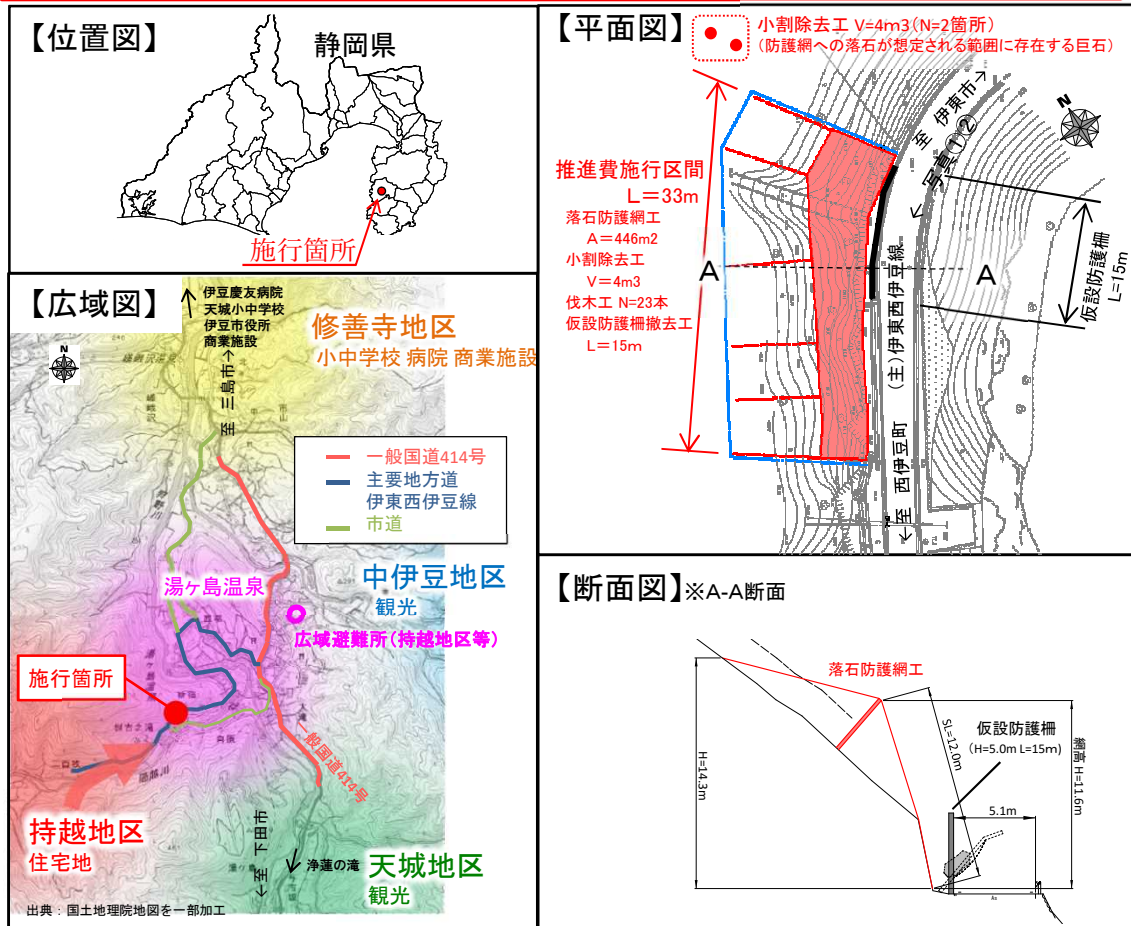 【位置図】
静岡県
施行箇所
【広域図】
伊豆慶友病院
天城小中学校
伊豆市役所
商業施設
修善寺地区
小中学校 病院 商業施設
至 三島市→
一般国道414号
主要地方道
伊東西伊豆線
市道
湯ヶ島温泉
中伊豆地区
観光
広域避難所(持越地区等)
施行箇所
一般国道414号
持越地区
住宅地
←至 下田市
浄蓮の滝
天城地区
観光
出典：国土地理院地図を一部加工
【平面図】
小割除去工 V=4m3(N=2箇所)
(防護網への落石が想定される範囲に存在する巨石)
推進費施行区間
L=33m
落石防護網工
A=446m2
小割除去工
V=4m3
伐木工 N=23本
仮設防護柵撤去工
L=15m
至 伊東市→
←写真①②
N
A
A
(主)伊東西伊豆線
仮設防護柵
L=15m
←至 西伊豆町
【断面図】※A-A断面
落石防護網工
仮設防護柵
(H=5.0m L=15m)
H=14.3m
SL=12.0m
網高 H=11.6m
5.1m